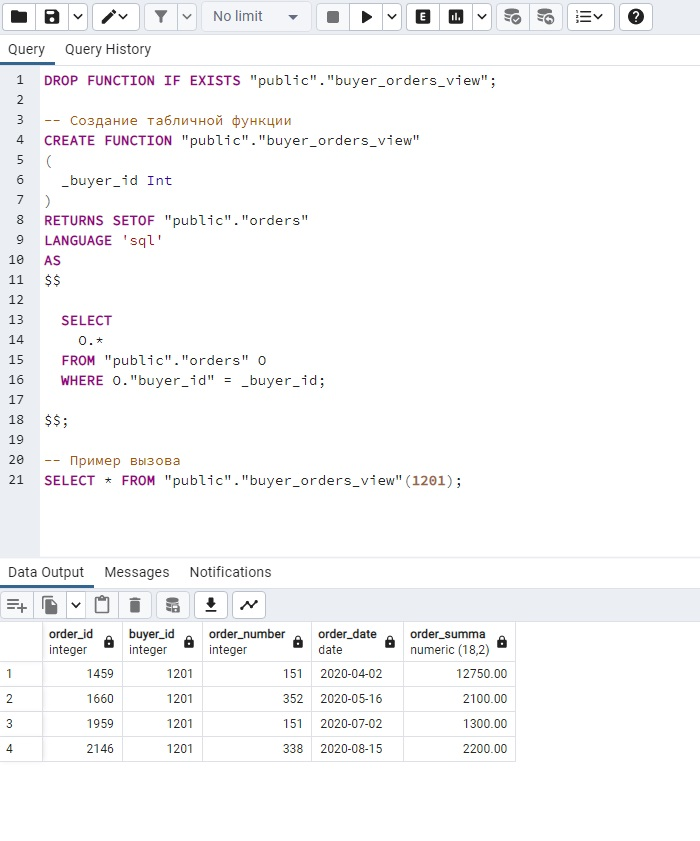 No limit
E
Query Query History
1 DROP FUNCTION IF EXISTS "public"."buyer_orders_view";
2
3 -- Создание табличной функции
4 CREATE FUNCTION "public"."buyer_orders_view"
5 (
6 _buyer_id Int
7 )
8 RETURNS SETOF "public"."orders"
9 LANGUAGE 'sql'
10 AS
11 $$
12
13 SELECT
14 O.*
15 FROM "public"."orders" O
16 WHERE O."buyer_id" = _buyer_id;
17
18 $$;
19
20 -- Пример вызова
21 SELECT * FROM "public"."buyer_orders_view"(1201);
Data Output Messages Notifications
order_id buyer_id order_number order_date order_summa
integer integer integer date numeric (18,2)
1 1459 1201 151 2020-04-02 12750.00
2 1660 1201 352 2020-05-16 2100.00
3 1959 1201 151 2020-07-02 1300.00
4 2146 1201 338 2020-08-15 2200.00